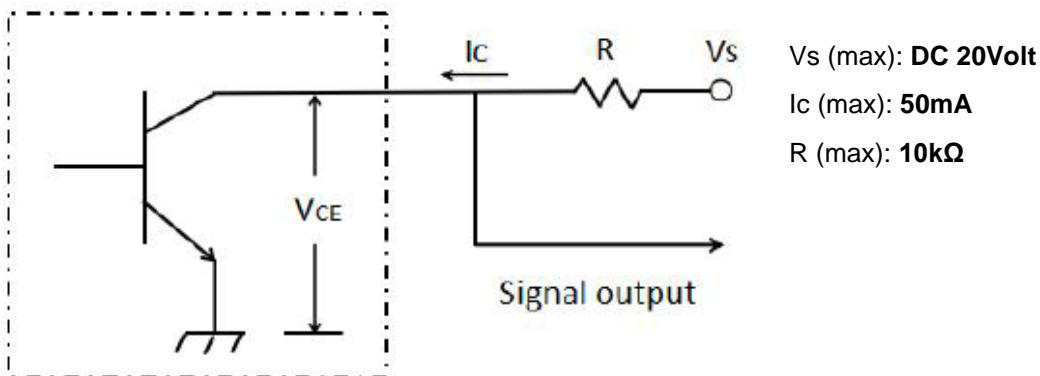 Ic R Vs
Vs (max): DC 20Volt
Ic (max): 50mA
R (max): 10kΩ
VCE
Signal output